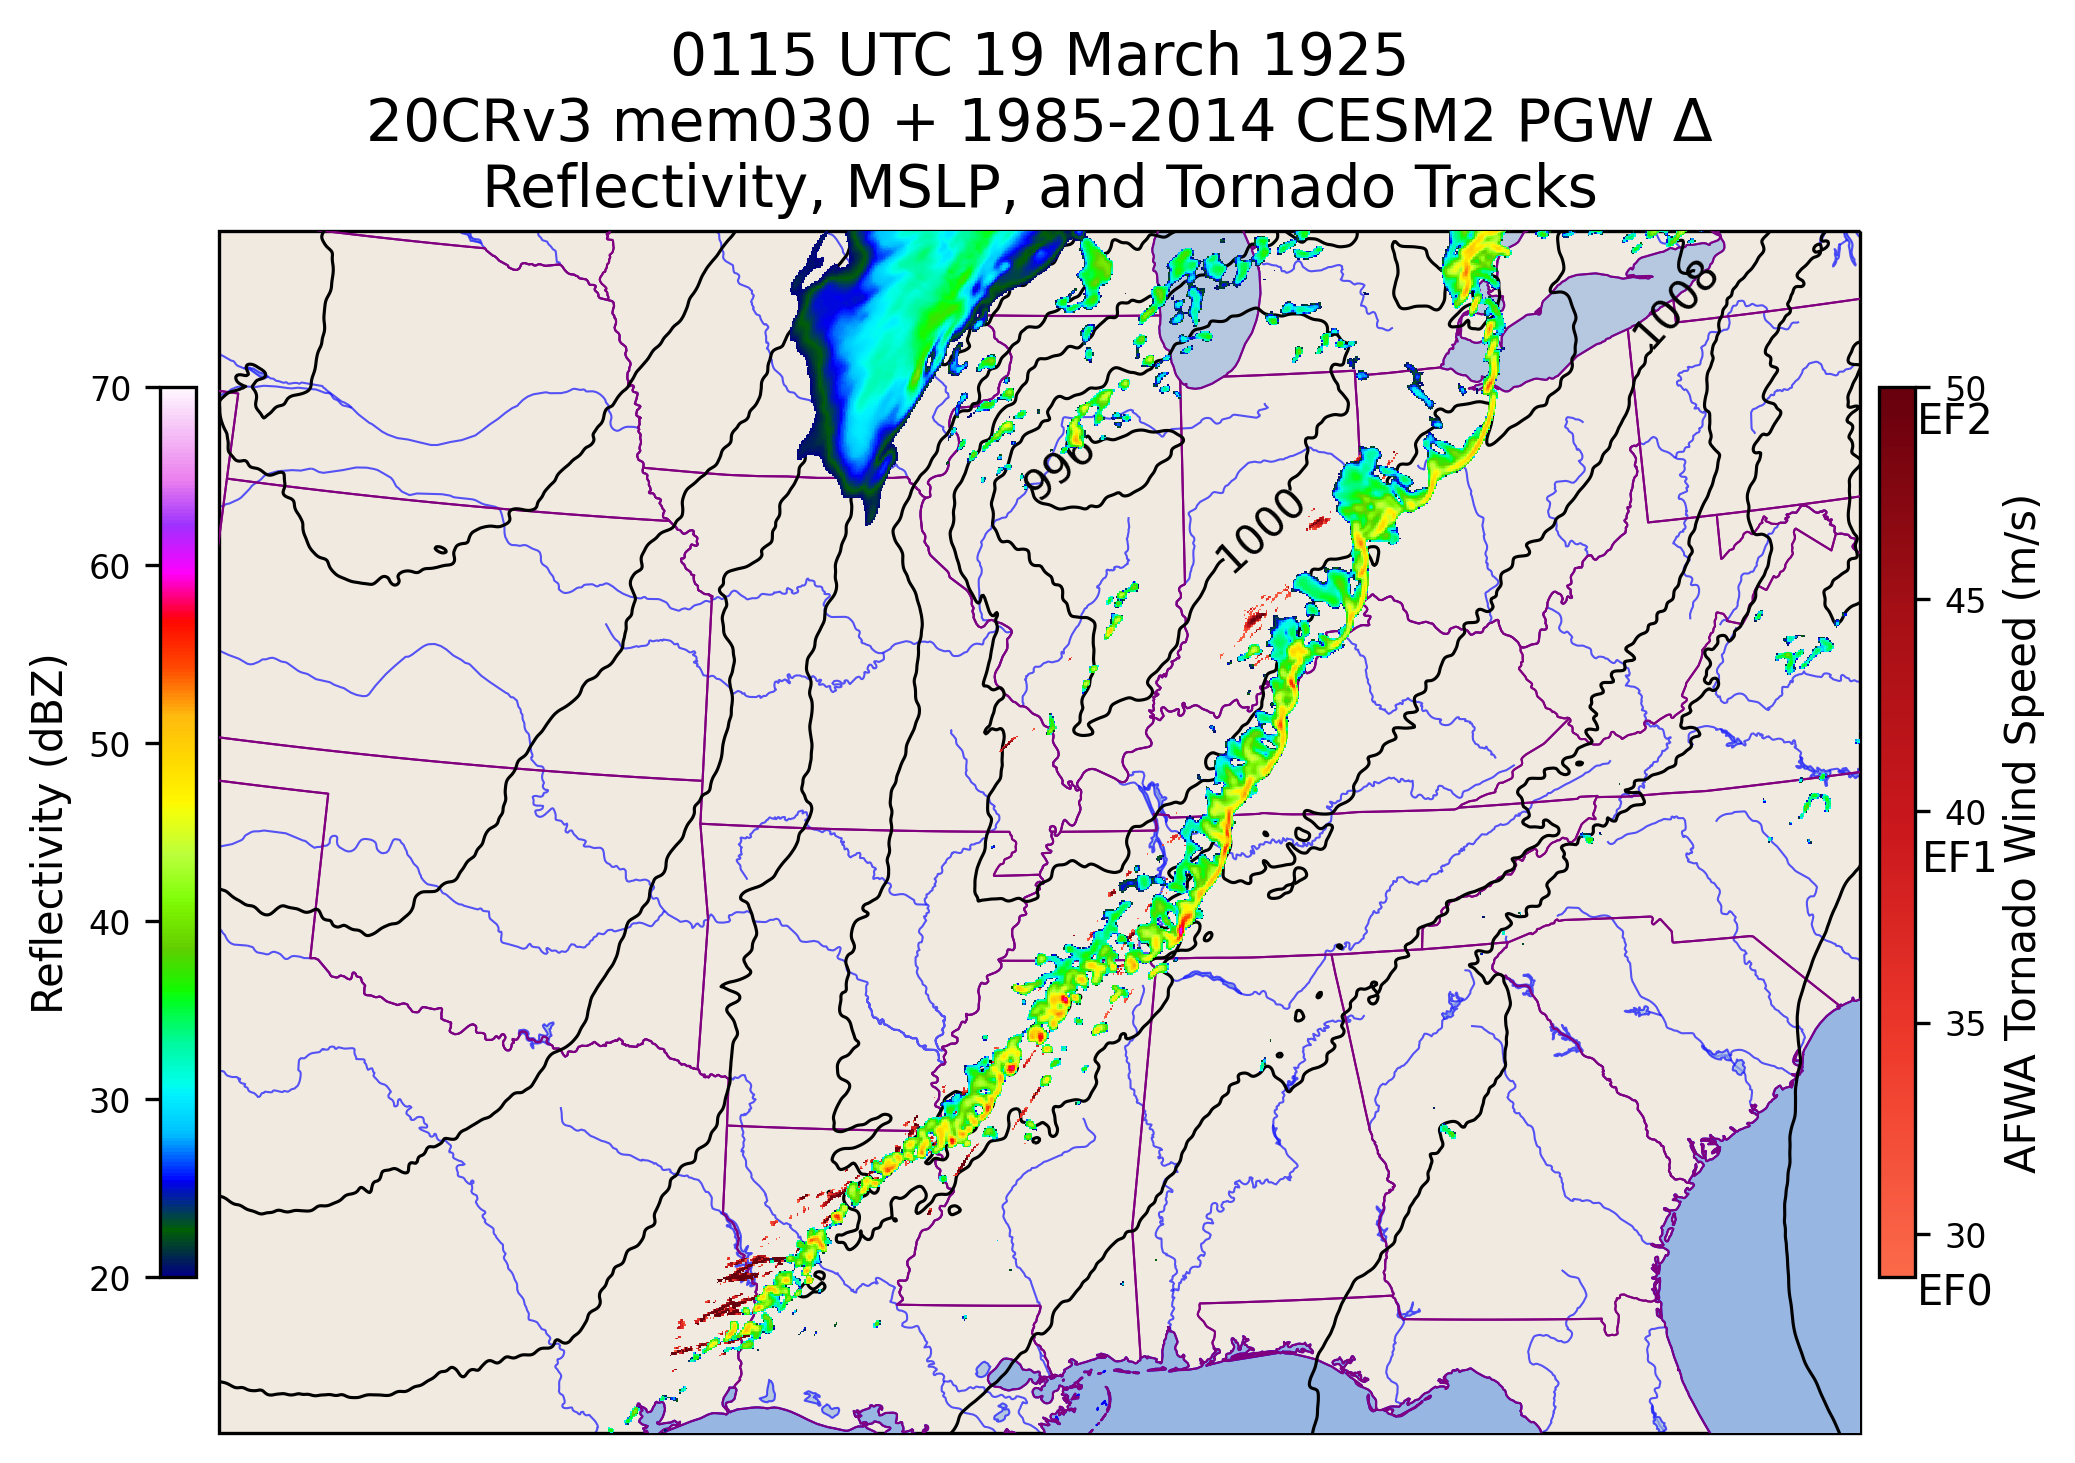 0115 UTC 19 March 1925
20CRv3 mem030 + 1985-2014 CESM2 PGW Δ
Reflectivity, MSLP, and Tornado Tracks
1008
996
1000
70
60
50
40
30
20
Reflectivity (dBZ)
50
EF2
45
40
EF1
35
30
EF0
AFWA Tornado Wind Speed (m/s)